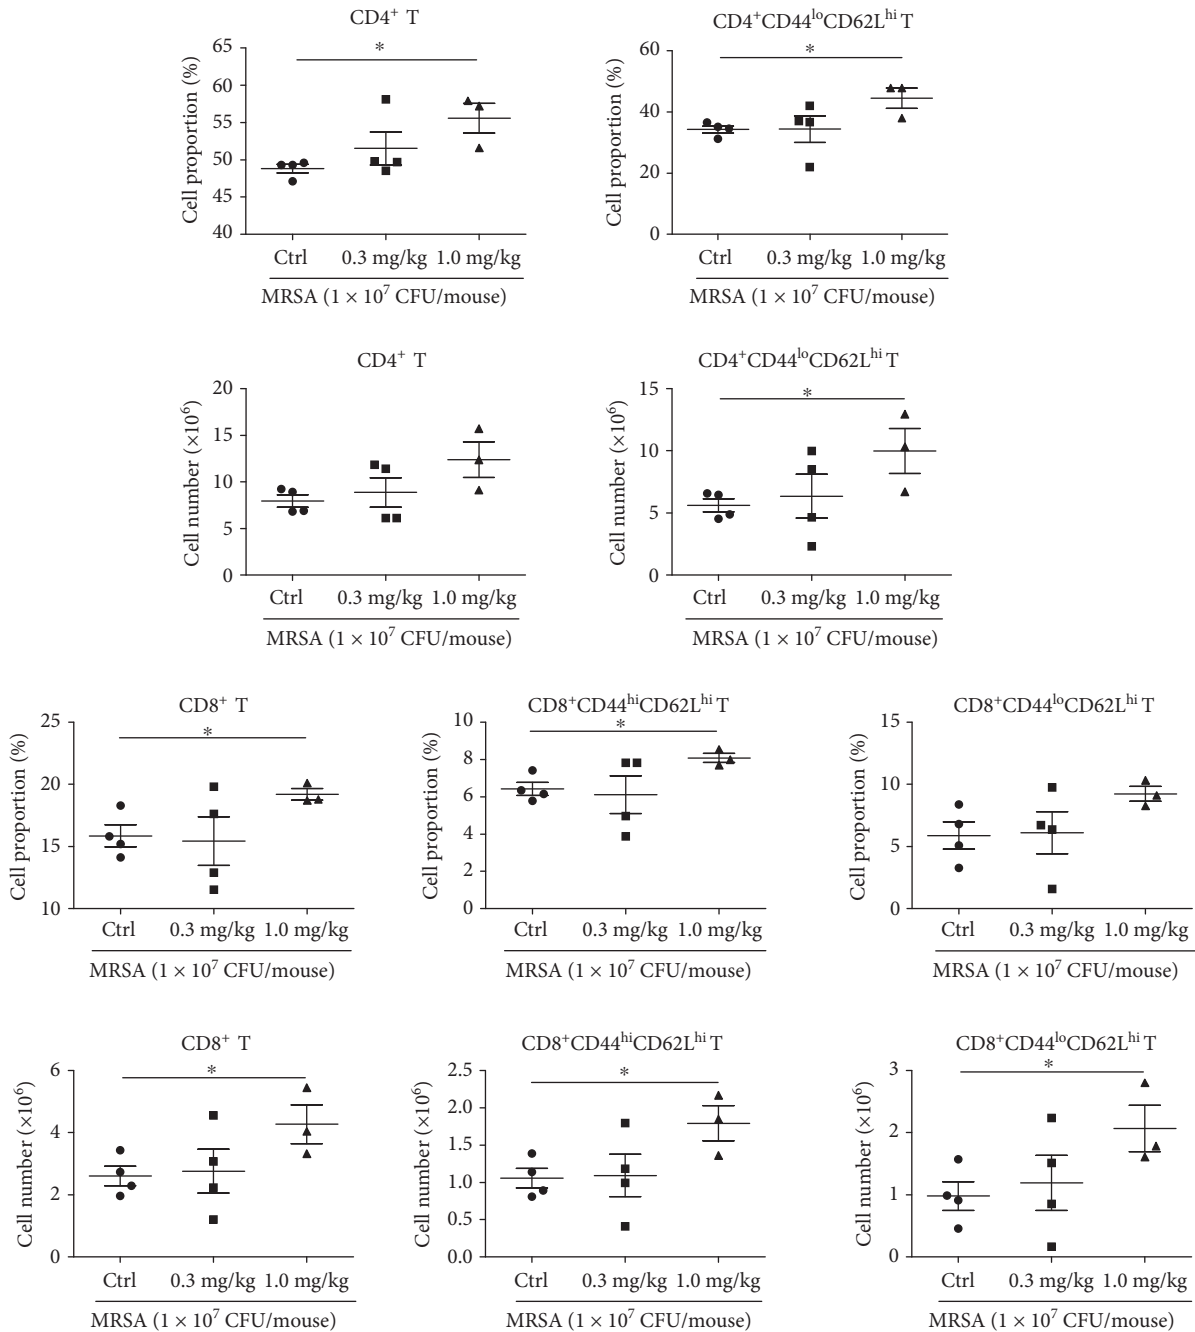 CD4⁺ T
*
Cell proportion (%)
65
60
55
50
45
40
Ctrl 0.3 mg/kg 1.0 mg/kg
MRSA (1 × 10⁷ CFU/mouse)
CD4⁺CD44ˡᵒCD62Lʰⁱ T
*
Cell proportion (%)
60
40
20
0
Ctrl 0.3 mg/kg 1.0 mg/kg
MRSA (1 × 10⁷ CFU/mouse)
CD4⁺ T
Cell number (×10⁶)
20
15
10
5
0
Ctrl 0.3 mg/kg 1.0 mg/kg
MRSA (1 × 10⁷ CFU/mouse)
CD4⁺CD44ˡᵒCD62Lʰⁱ T
*
Cell number (×10⁶)
15
10
5
0
Ctrl 0.3 mg/kg 1.0 mg/kg
MRSA (1 × 10⁷ CFU/mouse)
CD8⁺ T
*
Cell proportion (%)
25
20
15
10
Ctrl 0.3 mg/kg 1.0 mg/kg
MRSA (1 × 10⁷ CFU/mouse)
CD8⁺CD44ʰⁱCD62Lʰⁱ T
*
Cell proportion (%)
10
8
6
4
2
0
Ctrl 0.3 mg/kg 1.0 mg/kg
MRSA (1 × 10⁷ CFU/mouse)
CD8⁺CD44ˡᵒCD62Lʰⁱ T
Cell proportion (%)
15
10
5
0
Ctrl 0.3 mg/kg 1.0 mg/kg
MRSA (1 × 10⁷ CFU/mouse)
CD8⁺ T
*
Cell number (×10⁶)
6
4
2
0
Ctrl 0.3 mg/kg 1.0 mg/kg
MRSA (1 × 10⁷ CFU/mouse)
CD8⁺CD44ʰⁱCD62Lʰⁱ T
*
Cell number (×10⁶)
2.5
2.0
1.5
1.0
0.5
0.0
Ctrl 0.3 mg/kg 1.0 mg/kg
MRSA (1 × 10⁷ CFU/mouse)
CD8⁺CD44ˡᵒCD62Lʰⁱ T
*
Cell number (×10⁶)
3
2
1
0
Ctrl 0.3 mg/kg 1.0 mg/kg
MRSA (1 × 10⁷ CFU/mouse)